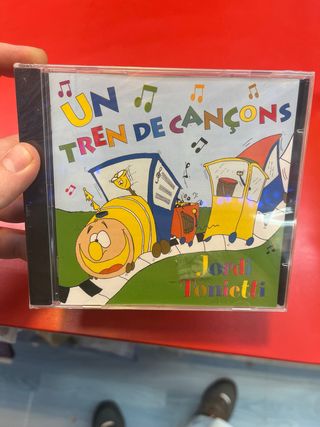 UN
TREN DE CANÇONS
Jordi
Tonietti